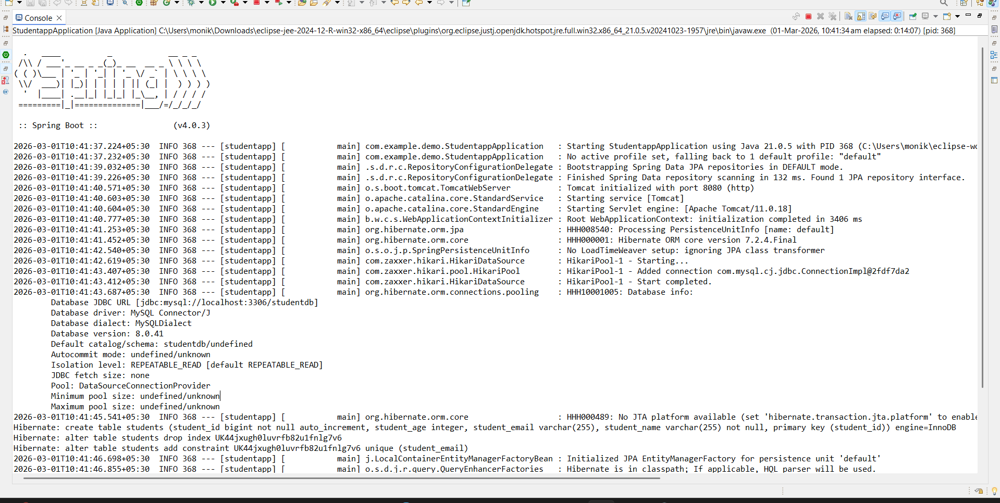 Console
StudentappApplication [Java Application] C:\Users\monik\Downloads\eclipse-jee-2024-12-R-win32-x86_64\eclipse\plugins\org.eclipse.justj.openjdk.hotspot.jre.full.win32.x86_64_21.0.5.v20241023-1957\jre\bin\javaw.exe (01-Mar-2026, 10:41:34 am elapsed: 0:14:07) [pid: 368]
  .   ____          _            __ _ _
 /\\ / ___'_ __ _ _(_)_ __  __ _ \ \ \ \
( ( )\___ | '_ | '_| | '_ \/ _` | \ \ \ \
 \\/  ___)| |_)| | | | | || (_| |  ) ) ) )
  '  |____| .__|_| |_|_| |_\__, | / / / /
 =========|_|==============|___/=/_/_/_/
 :: Spring Boot ::                (v4.0.3)
2026-03-01T10:41:37.224+05:30  INFO 368 --- [studentapp] [           main] com.example.demo.StudentappApplication   : Starting StudentappApplication using Java 21.0.5 with PID 368 (C:\Users\monik\eclipse-wo
2026-03-01T10:41:37.232+05:30  INFO 368 --- [studentapp] [           main] com.example.demo.StudentappApplication   : No active profile set, falling back to 1 default profile: "default"
2026-03-01T10:41:39.032+05:30  INFO 368 --- [studentapp] [           main] .s.d.r.c.RepositoryConfigurationDelegate : Bootstrapping Spring Data JPA repositories in DEFAULT mode.
2026-03-01T10:41:39.226+05:30  INFO 368 --- [studentapp] [           main] .s.d.r.c.RepositoryConfigurationDelegate : Finished Spring Data repository scanning in 132 ms. Found 1 JPA repository interface.
2026-03-01T10:41:40.571+05:30  INFO 368 --- [studentapp] [           main] o.s.boot.tomcat.TomcatWebServer          : Tomcat initialized with port 8080 (http)
2026-03-01T10:41:40.603+05:30  INFO 368 --- [studentapp] [           main] o.apache.catalina.core.StandardService   : Starting service [Tomcat]
2026-03-01T10:41:40.604+05:30  INFO 368 --- [studentapp] [           main] o.apache.catalina.core.StandardEngine    : Starting Servlet engine: [Apache Tomcat/11.0.18]
2026-03-01T10:41:40.777+05:30  INFO 368 --- [studentapp] [           main] b.w.c.s.WebApplicationContextInitializer : Root WebApplicationContext: initialization completed in 3406 ms
2026-03-01T10:41:41.253+05:30  INFO 368 --- [studentapp] [           main] org.hibernate.orm.jpa                    : HHH008540: Processing PersistenceUnitInfo [name: default]
2026-03-01T10:41:41.452+05:30  INFO 368 --- [studentapp] [           main] org.hibernate.orm.core                   : HHH000001: Hibernate ORM core version 7.2.4.Final
2026-03-01T10:41:42.540+05:30  INFO 368 --- [studentapp] [           main] o.s.o.j.p.SpringPersistenceUnitInfo      : No LoadTimeWeaver setup: ignoring JPA class transformer
2026-03-01T10:41:42.619+05:30  INFO 368 --- [studentapp] [           main] com.zaxxer.hikari.HikariDataSource       : HikariPool-1 - Starting...
2026-03-01T10:41:43.407+05:30  INFO 368 --- [studentapp] [           main] com.zaxxer.hikari.pool.HikariPool        : HikariPool-1 - Added connection com.mysql.cj.jdbc.ConnectionImpl@2fdf7da2
2026-03-01T10:41:43.412+05:30  INFO 368 --- [studentapp] [           main] com.zaxxer.hikari.HikariDataSource       : HikariPool-1 - Start completed.
2026-03-01T10:41:43.687+05:30  INFO 368 --- [studentapp] [           main] org.hibernate.orm.connections.pooling    : HHH10001005: Database info:
        Database JDBC URL [jdbc:mysql://localhost:3306/studentdb]
        Database driver: MySQL Connector/J
        Database dialect: MySQLDialect
        Database version: 8.0.41
        Default catalog/schema: studentdb/undefined
        Autocommit mode: undefined/unknown
        Isolation level: REPEATABLE_READ [default REPEATABLE_READ]
        JDBC fetch size: none
        Pool: DataSourceConnectionProvider
        Minimum pool size: undefined/unknown
        Maximum pool size: undefined/unknown
2026-03-01T10:41:45.541+05:30  INFO 368 --- [studentapp] [           main] org.hibernate.orm.core                   : HHH000489: No JTA platform available (set 'hibernate.transaction.jta.platform' to enable
Hibernate: create table students (student_id bigint not null auto_increment, student_age integer, student_email varchar(255), student_name varchar(255) not null, primary key (student_id)) engine=InnoDB
Hibernate: alter table students drop index UK44jxugh0luvrfb82u1fnlg7v6
Hibernate: alter table students add constraint UK44jxugh0luvrfb82u1fnlg7v6 unique (student_email)
2026-03-01T10:41:46.698+05:30  INFO 368 --- [studentapp] [           main] j.LocalContainerEntityManagerFactoryBean : Initialized JPA EntityManagerFactory for persistence unit 'default'
2026-03-01T10:41:46.855+05:30  INFO 368 --- [studentapp] [           main] o.s.d.j.r.query.QueryEnhancerFactories   : Hibernate is in classpath; If applicable, HQL parser will be used.